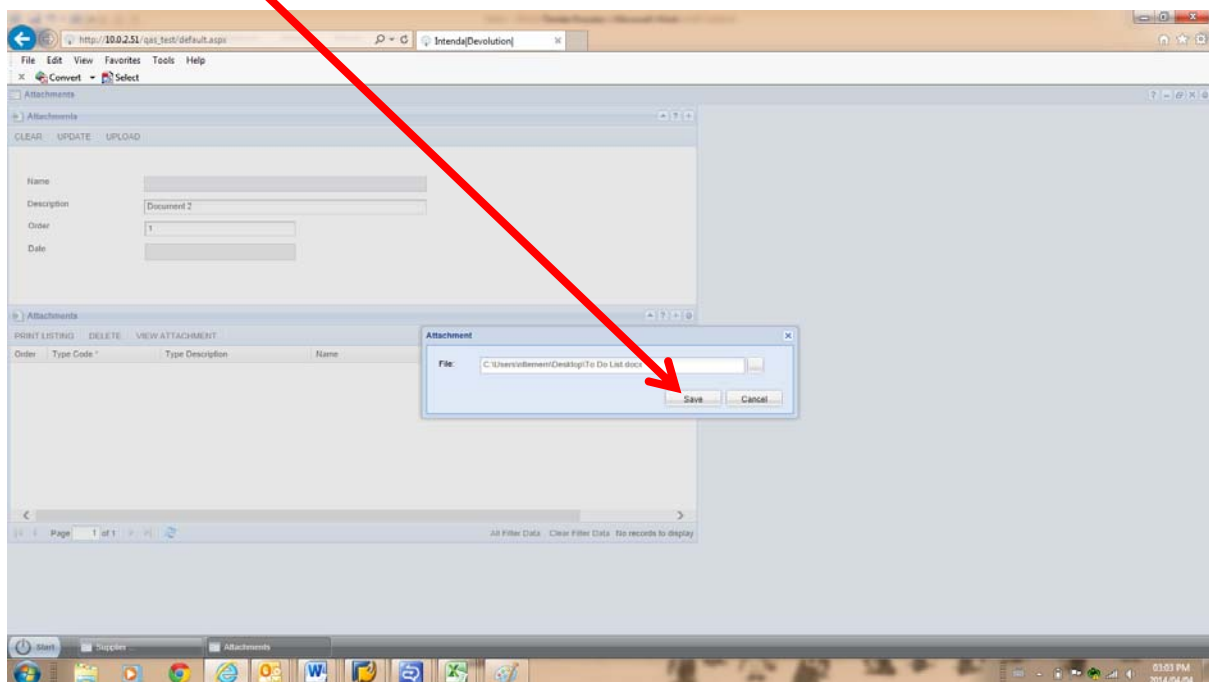 http://10.0.2.51/qas_test/default.aspx
Intenda|Devolution|
File Edit View Favorites Tools Help
Convert Select
Attachments
Attachments
CLEAR UPDATE UPLOAD
Name
Description Document 2
Order 1
Date
Attachments
PRINT LISTING DELETE VIEW ATTACHMENT
Order Type Code Type Description Name
Attachment
File: To Do List.docx
Save Cancel
Page 1 of 1 All Filter Data Clear Filter Data No records to display
Start Supplier ... Attachments
03:03 PM
2014/04/04